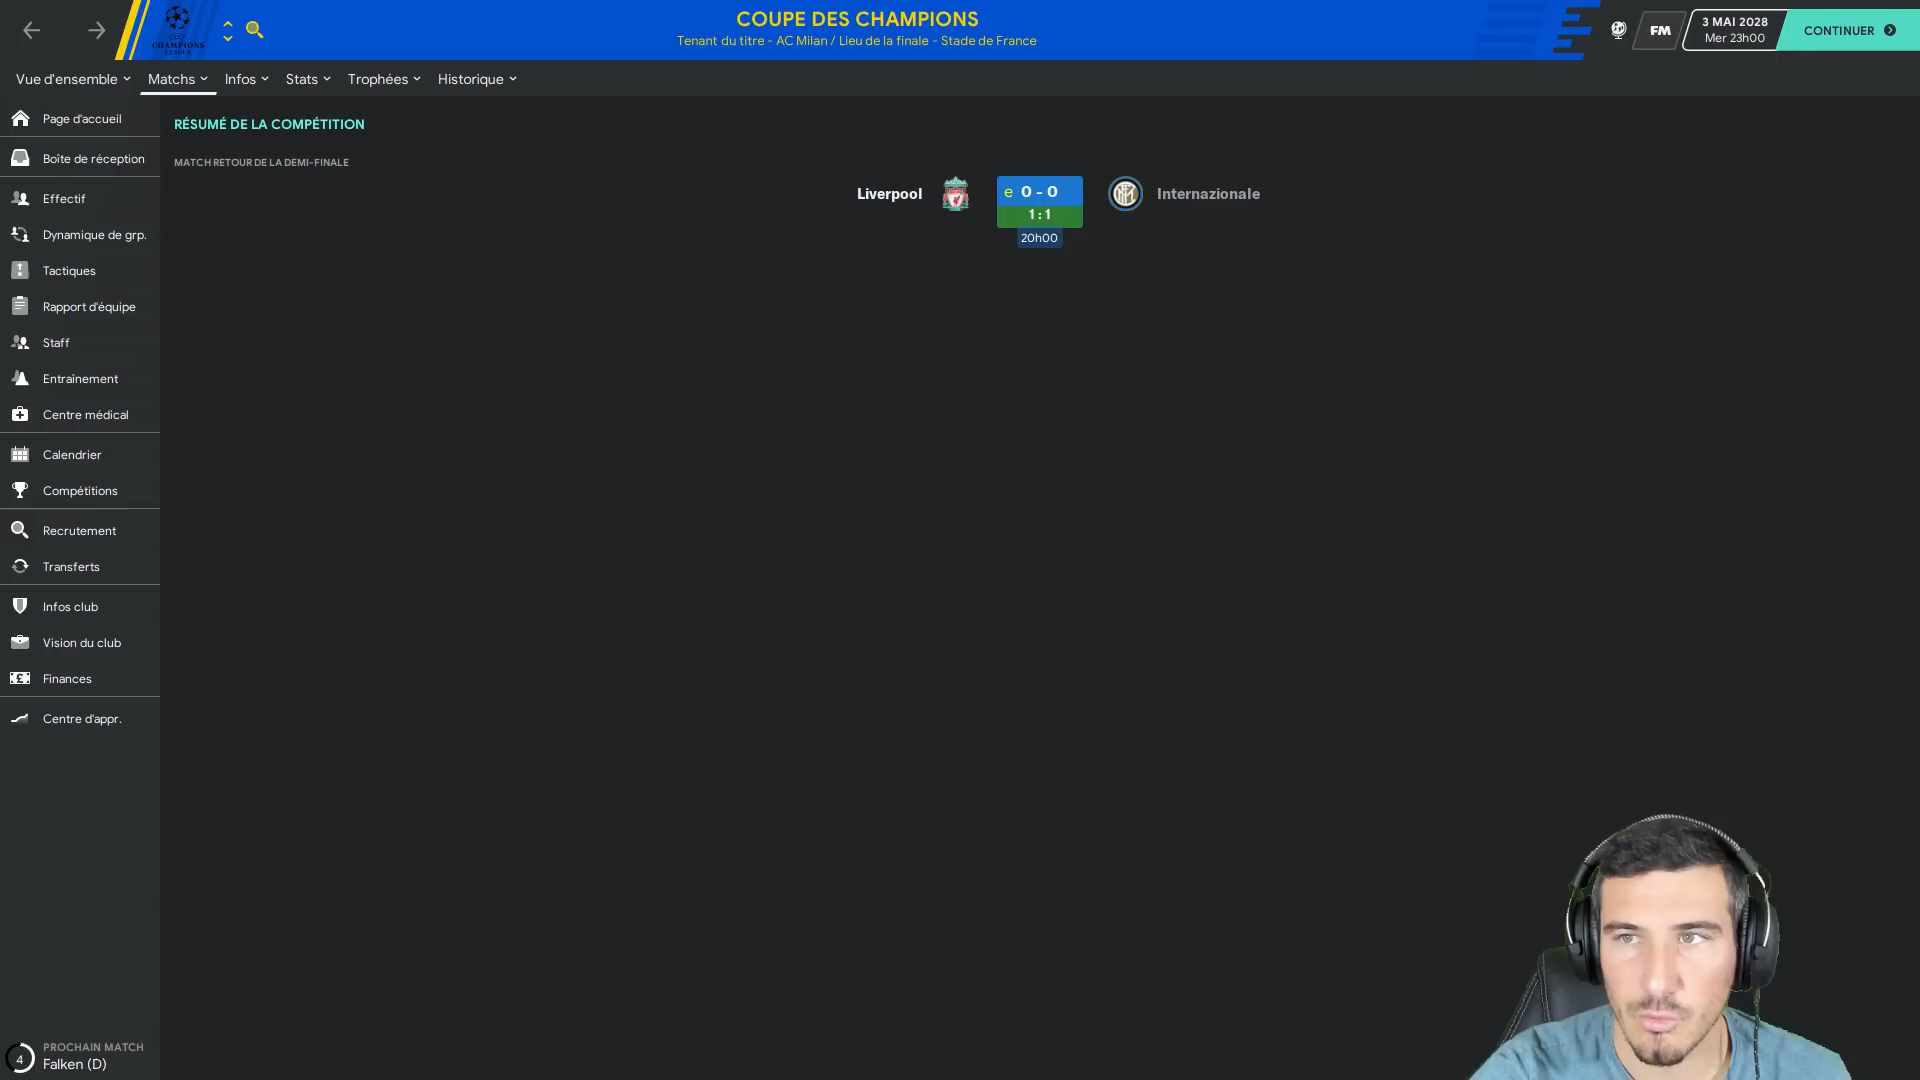 COUPE DES CHAMPIONS
Tenant du titre - AC Milan / Lieu de la finale - Stade de France
CHAMPIONS
LEAGUE
FM
3 MAI 2028
Mer 23h00
CONTINUER
Vue d'ensemble
Matchs
Infos
Stats
Trophées
Historique
Page d'accueil
Boîte de réception
Effectif
Dynamique de grp.
Tactiques
Rapport d'équipe
Staff
Entraînement
Centre médical
Calendrier
Compétitions
Recrutement
Transferts
Infos club
Vision du club
Finances
Centre d'appr.
PROCHAIN MATCH
4
Falken (D)
RÉSUMÉ DE LA COMPÉTITION
MATCH RETOUR DE LA DEMI-FINALE
Liverpool
e 0 - 0
Internazionale
1 : 1
20h00